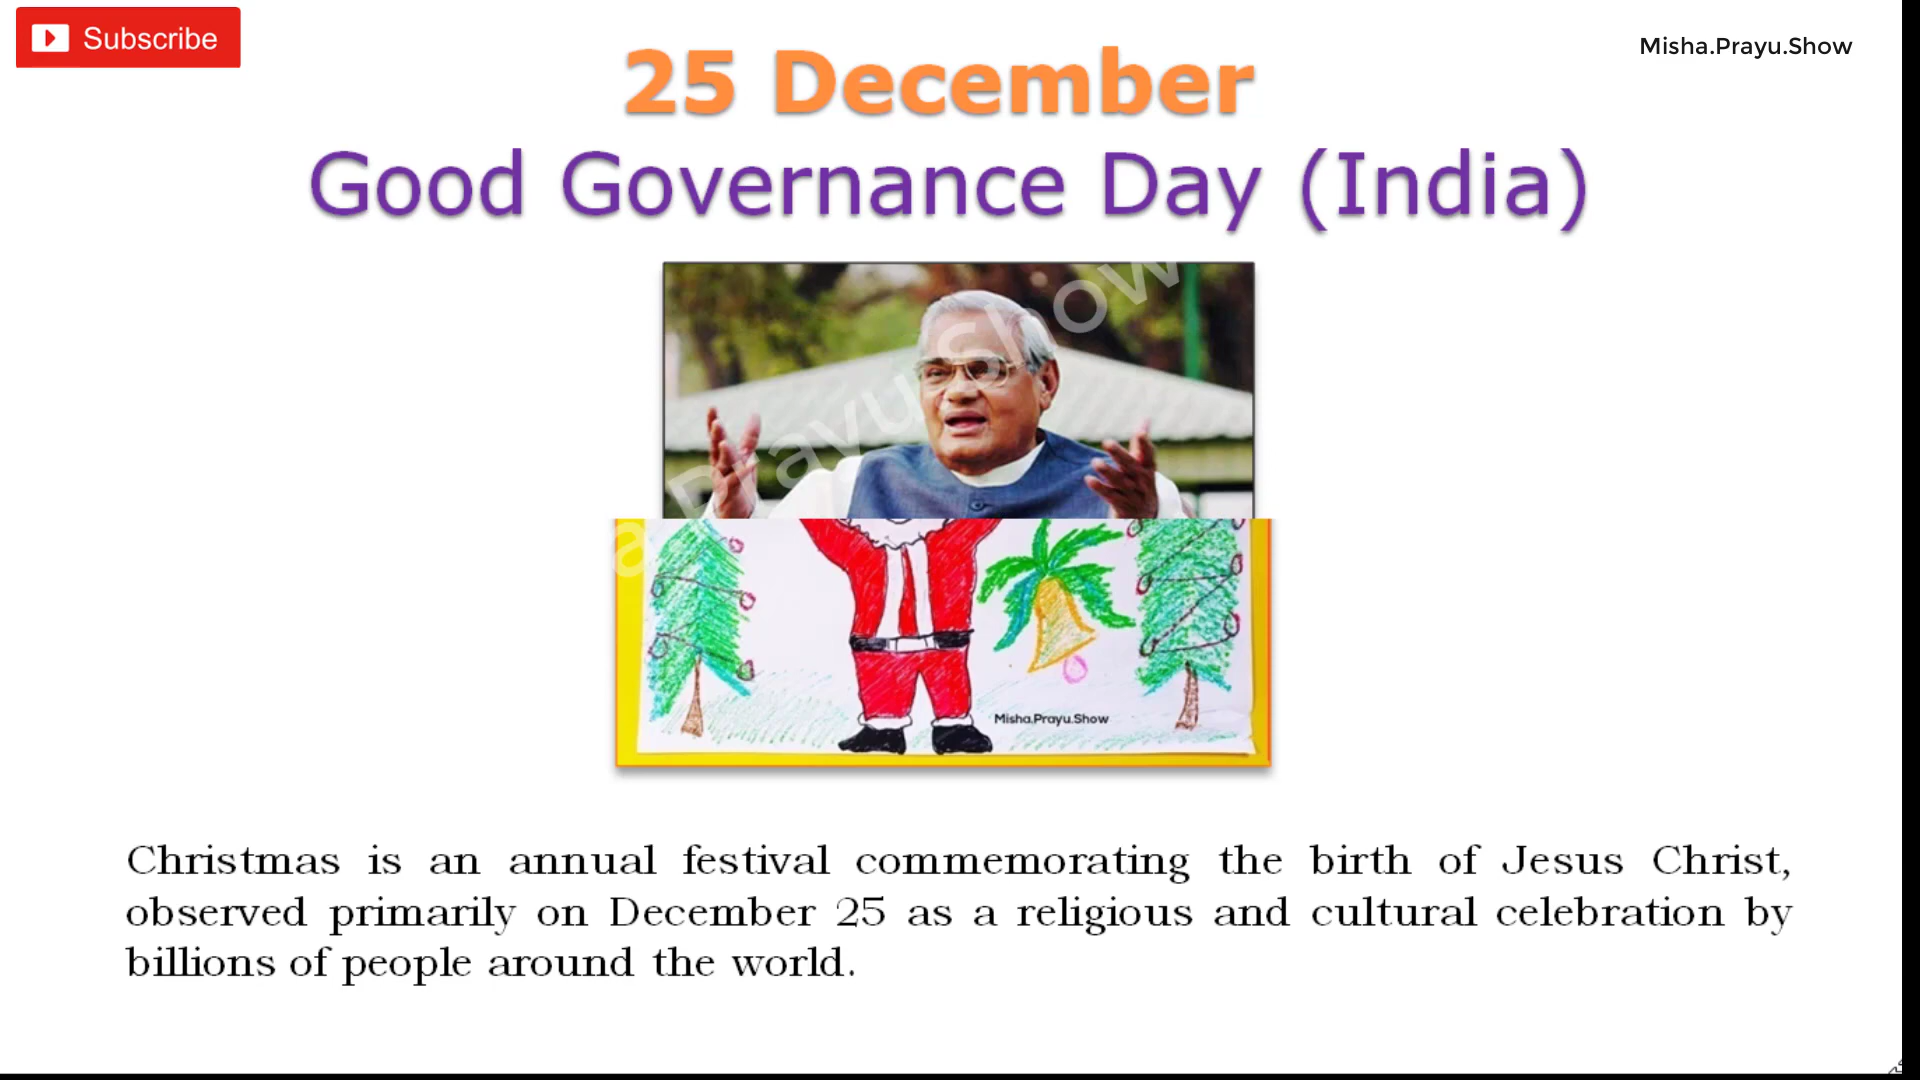 Subscribe
Misha.Prayu.Show
25 December
Good Governance Day (India)
a Prayu Show
Misha.Prayu.Show
Christmas is an annual festival commemorating the birth of Jesus Christ,
observed primarily on December 25 as a religious and cultural celebration by
billions of people around the world.